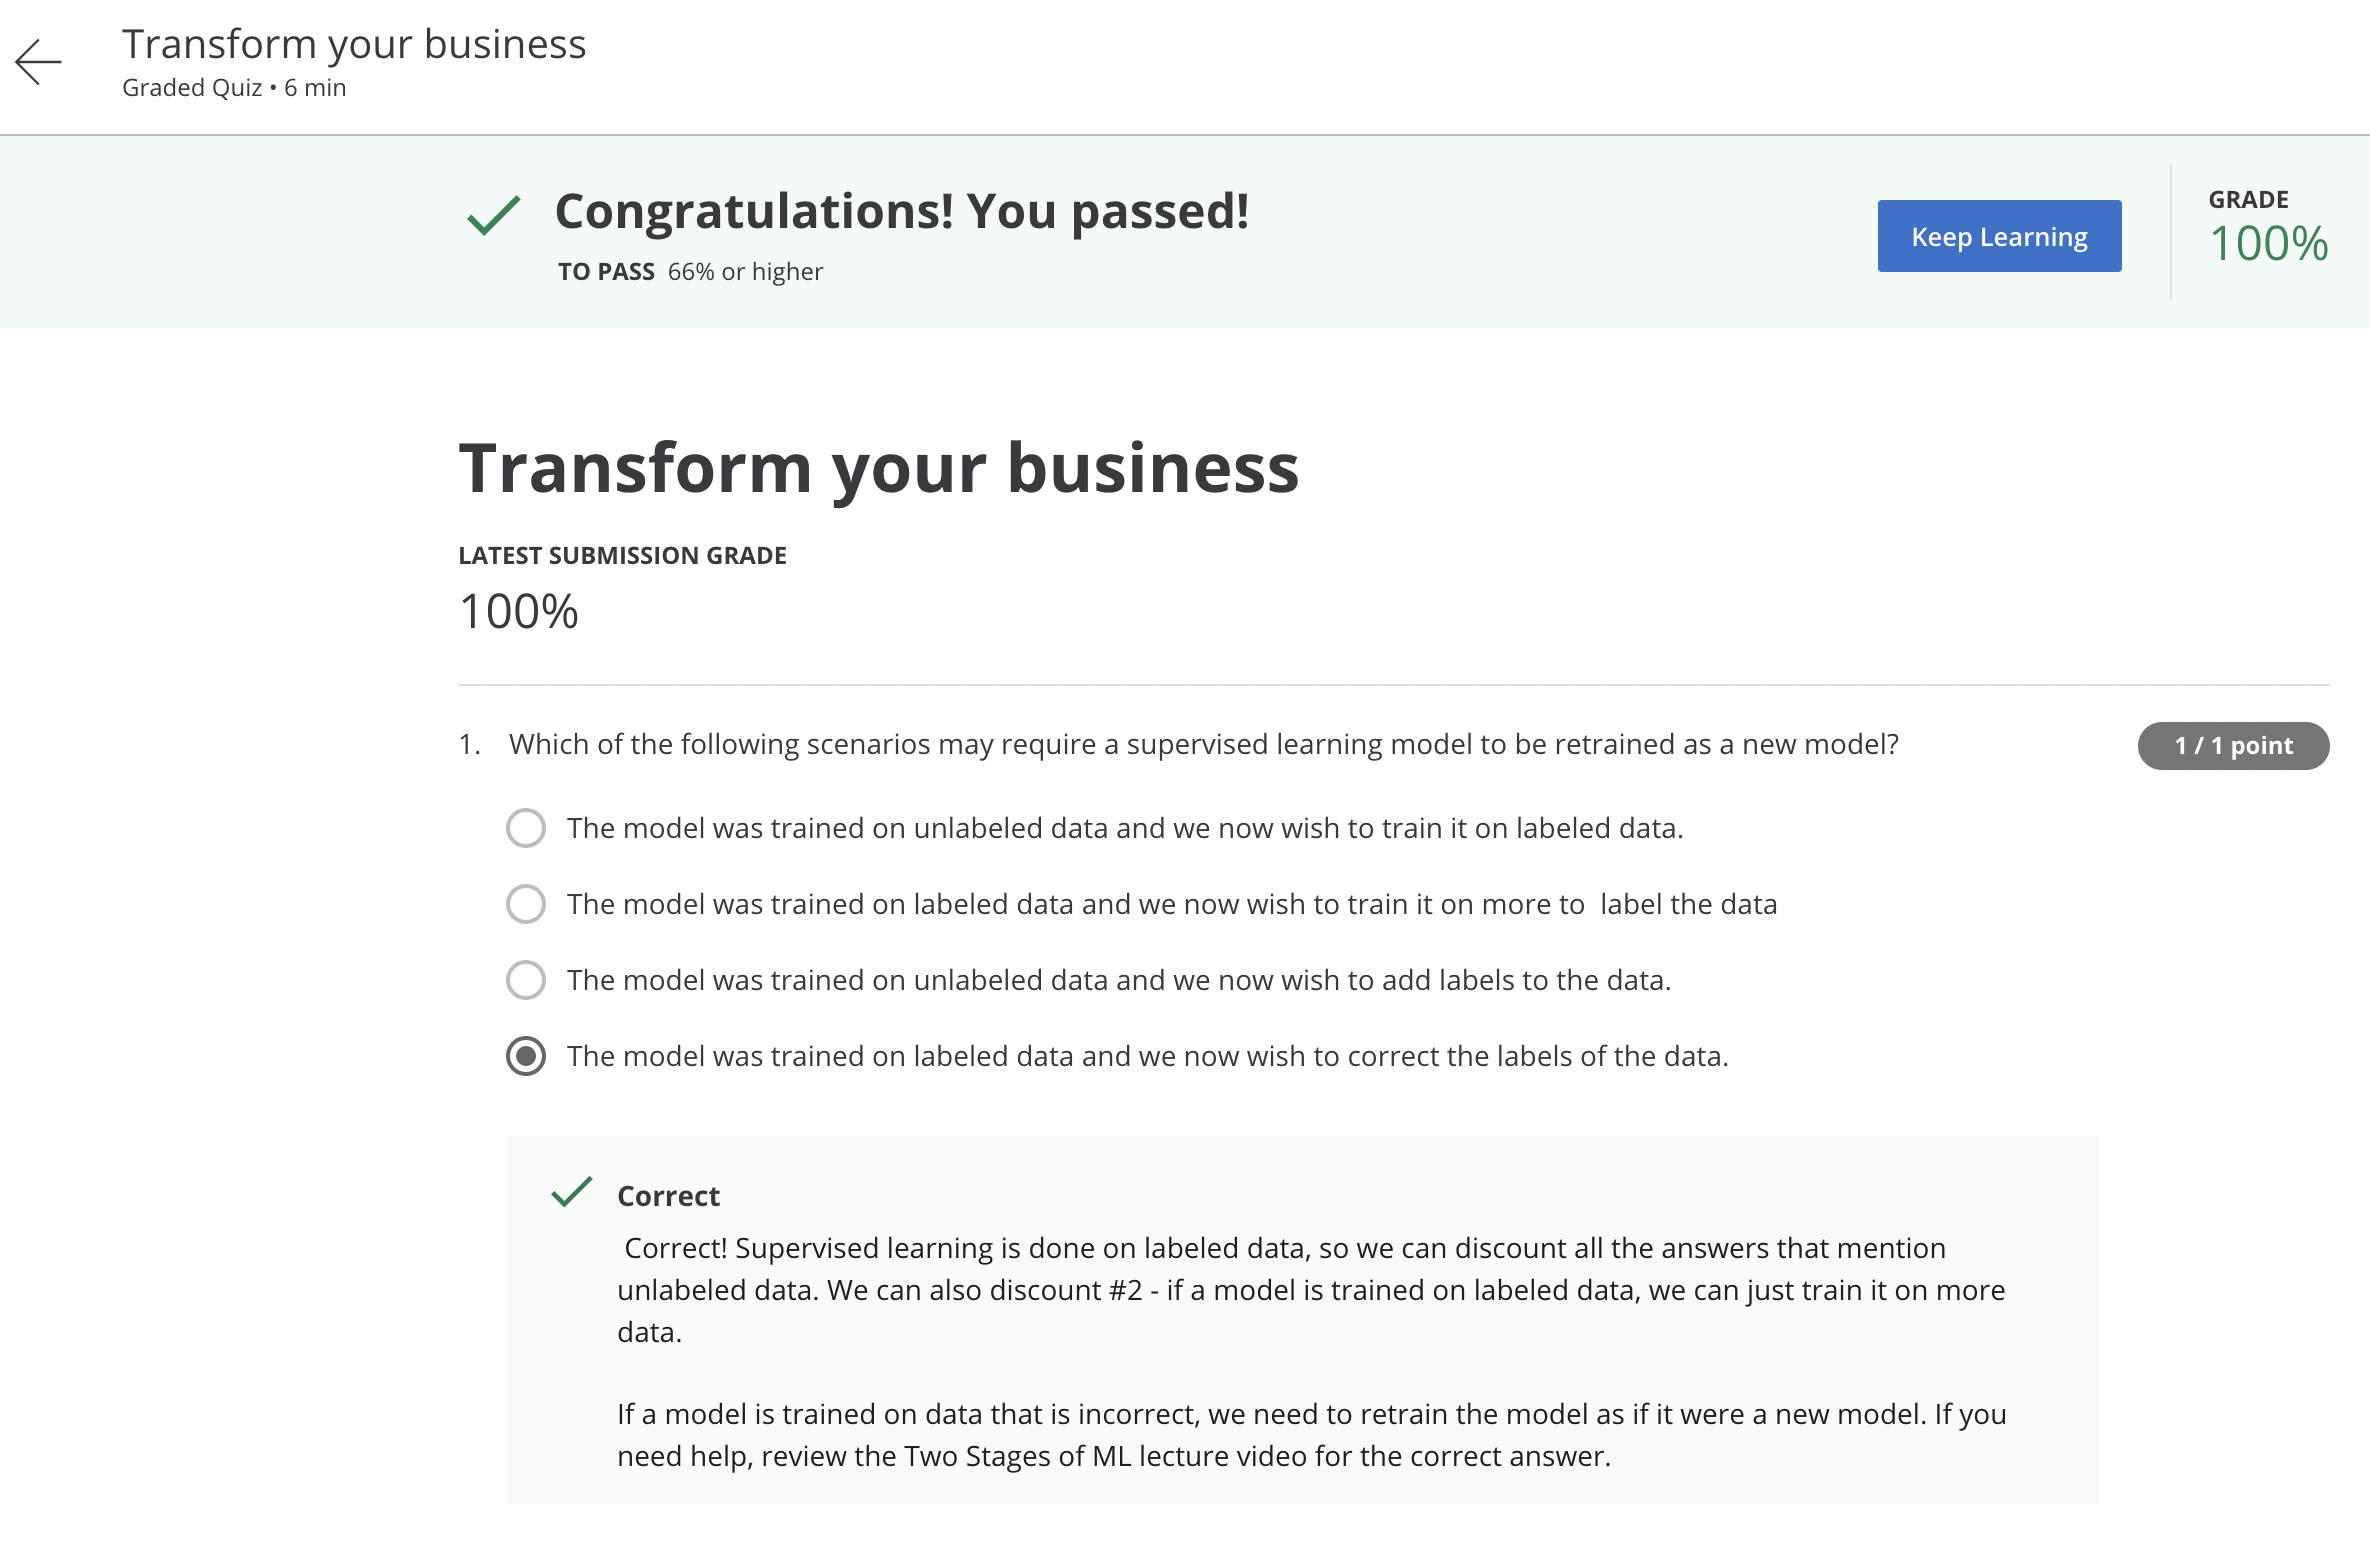 Transform your business
Graded Quiz • 6 min
Congratulations! You passed!
TO PASS 66% or higher
Keep Learning
GRADE
100%
Transform your business
LATEST SUBMISSION GRADE
100%
1. Which of the following scenarios may require a supervised learning model to be retrained as a new model?
1 / 1 point
The model was trained on unlabeled data and we now wish to train it on labeled data.
The model was trained on labeled data and we now wish to train it on more to  label the data
The model was trained on unlabeled data and we now wish to add labels to the data.
The model was trained on labeled data and we now wish to correct the labels of the data.
Correct
Correct! Supervised learning is done on labeled data, so we can discount all the answers that mention
unlabeled data. We can also discount #2 - if a model is trained on labeled data, we can just train it on more
data.
If a model is trained on data that is incorrect, we need to retrain the model as if it were a new model. If you
need help, review the Two Stages of ML lecture video for the correct answer.